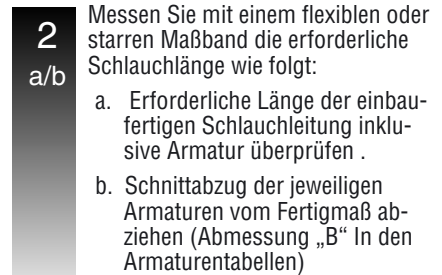 2
a/b
Messen Sie mit einem flexiblen oder
starren Maßband die erforderliche
Schlauchlänge wie folgt:
a. Erforderliche Länge der einbau-
fertigen Schlauchleitung inklu-
sive Armatur überprüfen .
b. Schnittabzug der jeweiligen
Armaturen vom Fertigmaß ab-
ziehen (Abmessung „B“ In den
Armaturentabellen)